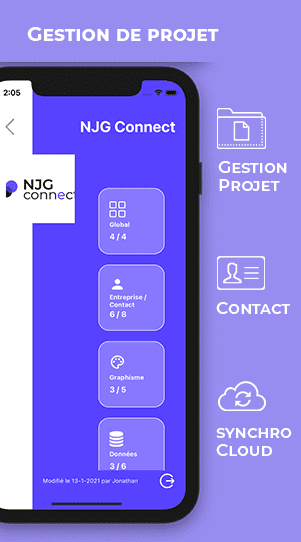 Gestion de projet
2:05
NJG Connect
NJG
connect
Global
4 / 4
Entreprise /
Contact
6 / 8
Graphisme
3 / 5
Données
3 / 6
Modifié le 13-1-2021 par Jonathan
Gestion
Projet
Contact
synchro
Cloud